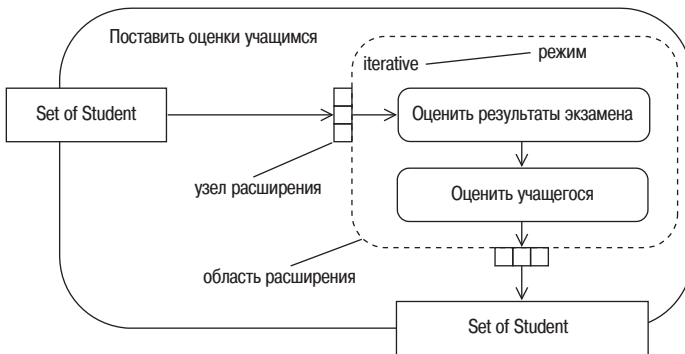 Поставить оценки учащимся
режим
iterative
Set of Student
Оценить результаты экзамена
узел расширения
Оценить учащегося
область расширения
Set of Student